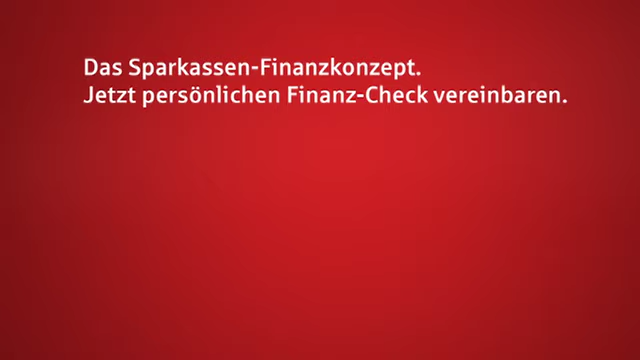 Das Sparkassen-Finanzkonzept.
Jetzt persönlichen Finanz-Check vereinbaren.